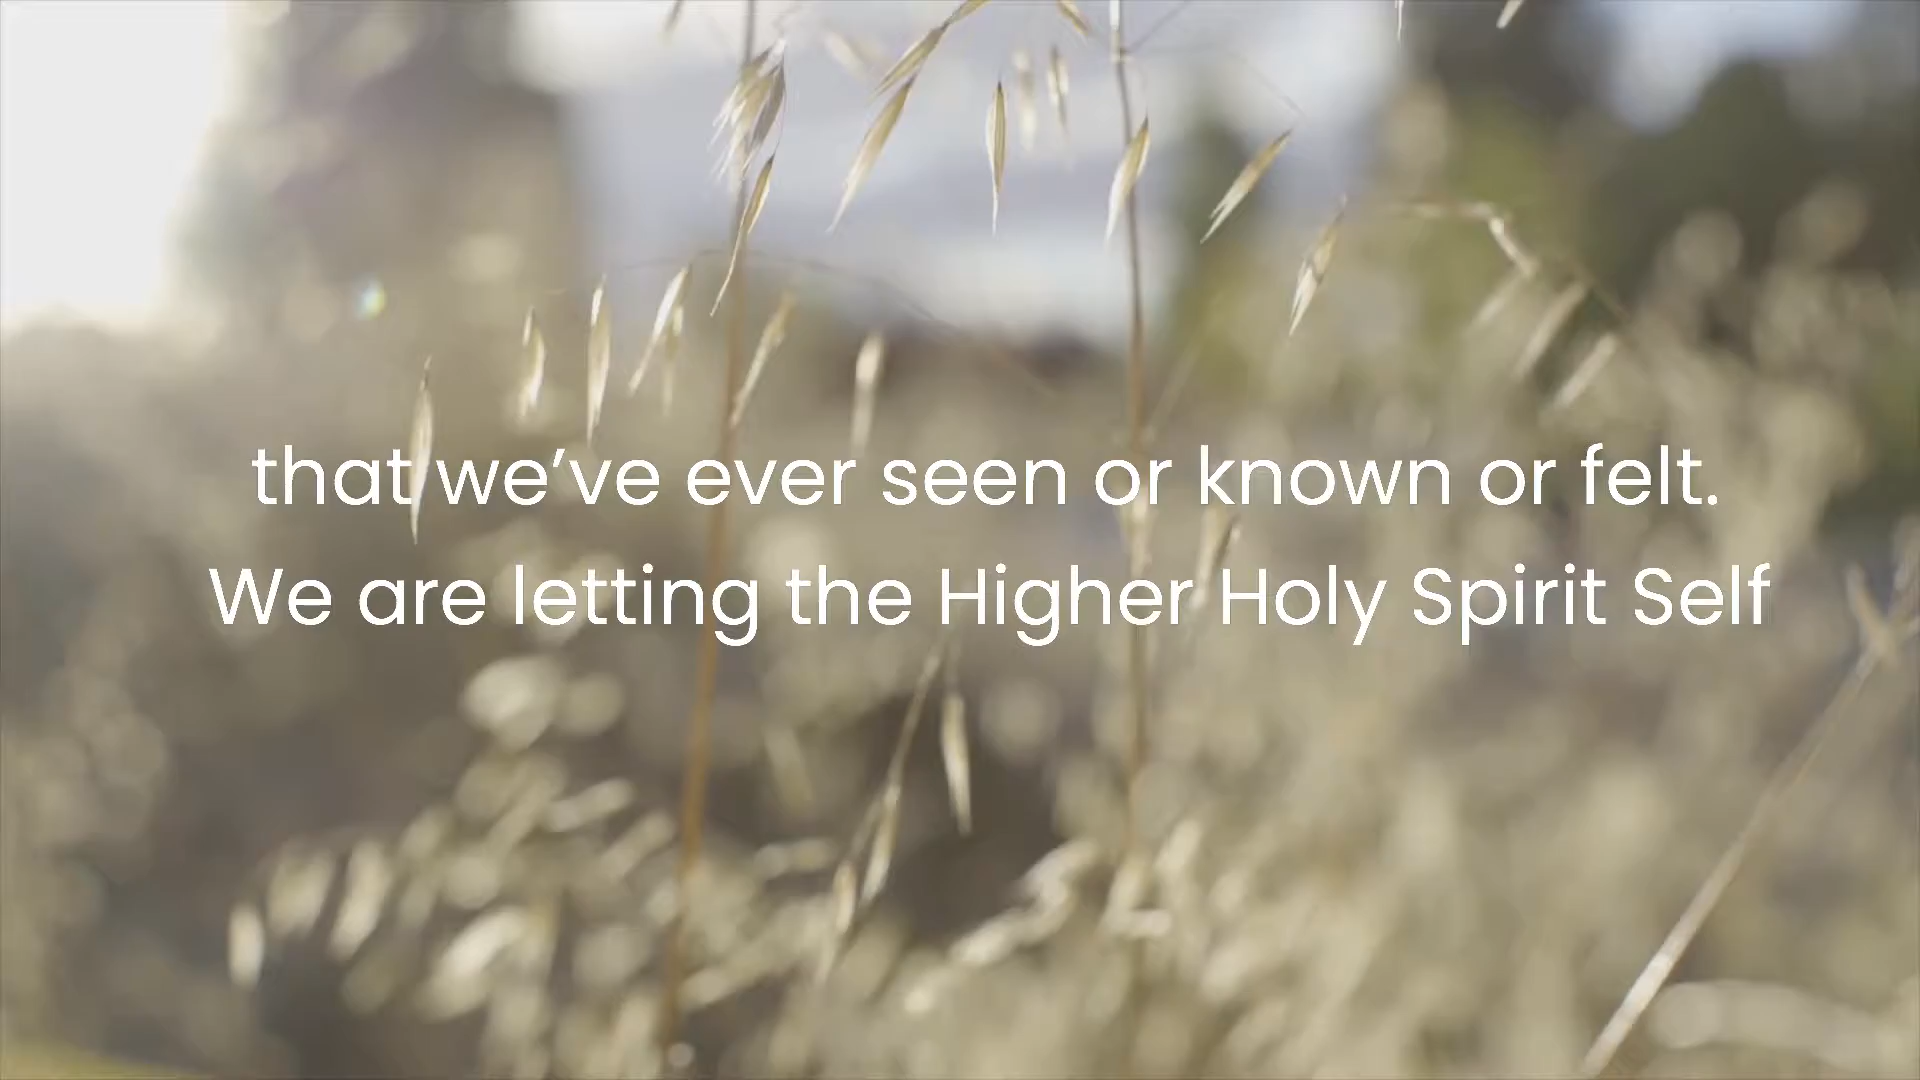 that we’ve ever seen or known or felt.
We are letting the Higher Holy Spirit Self